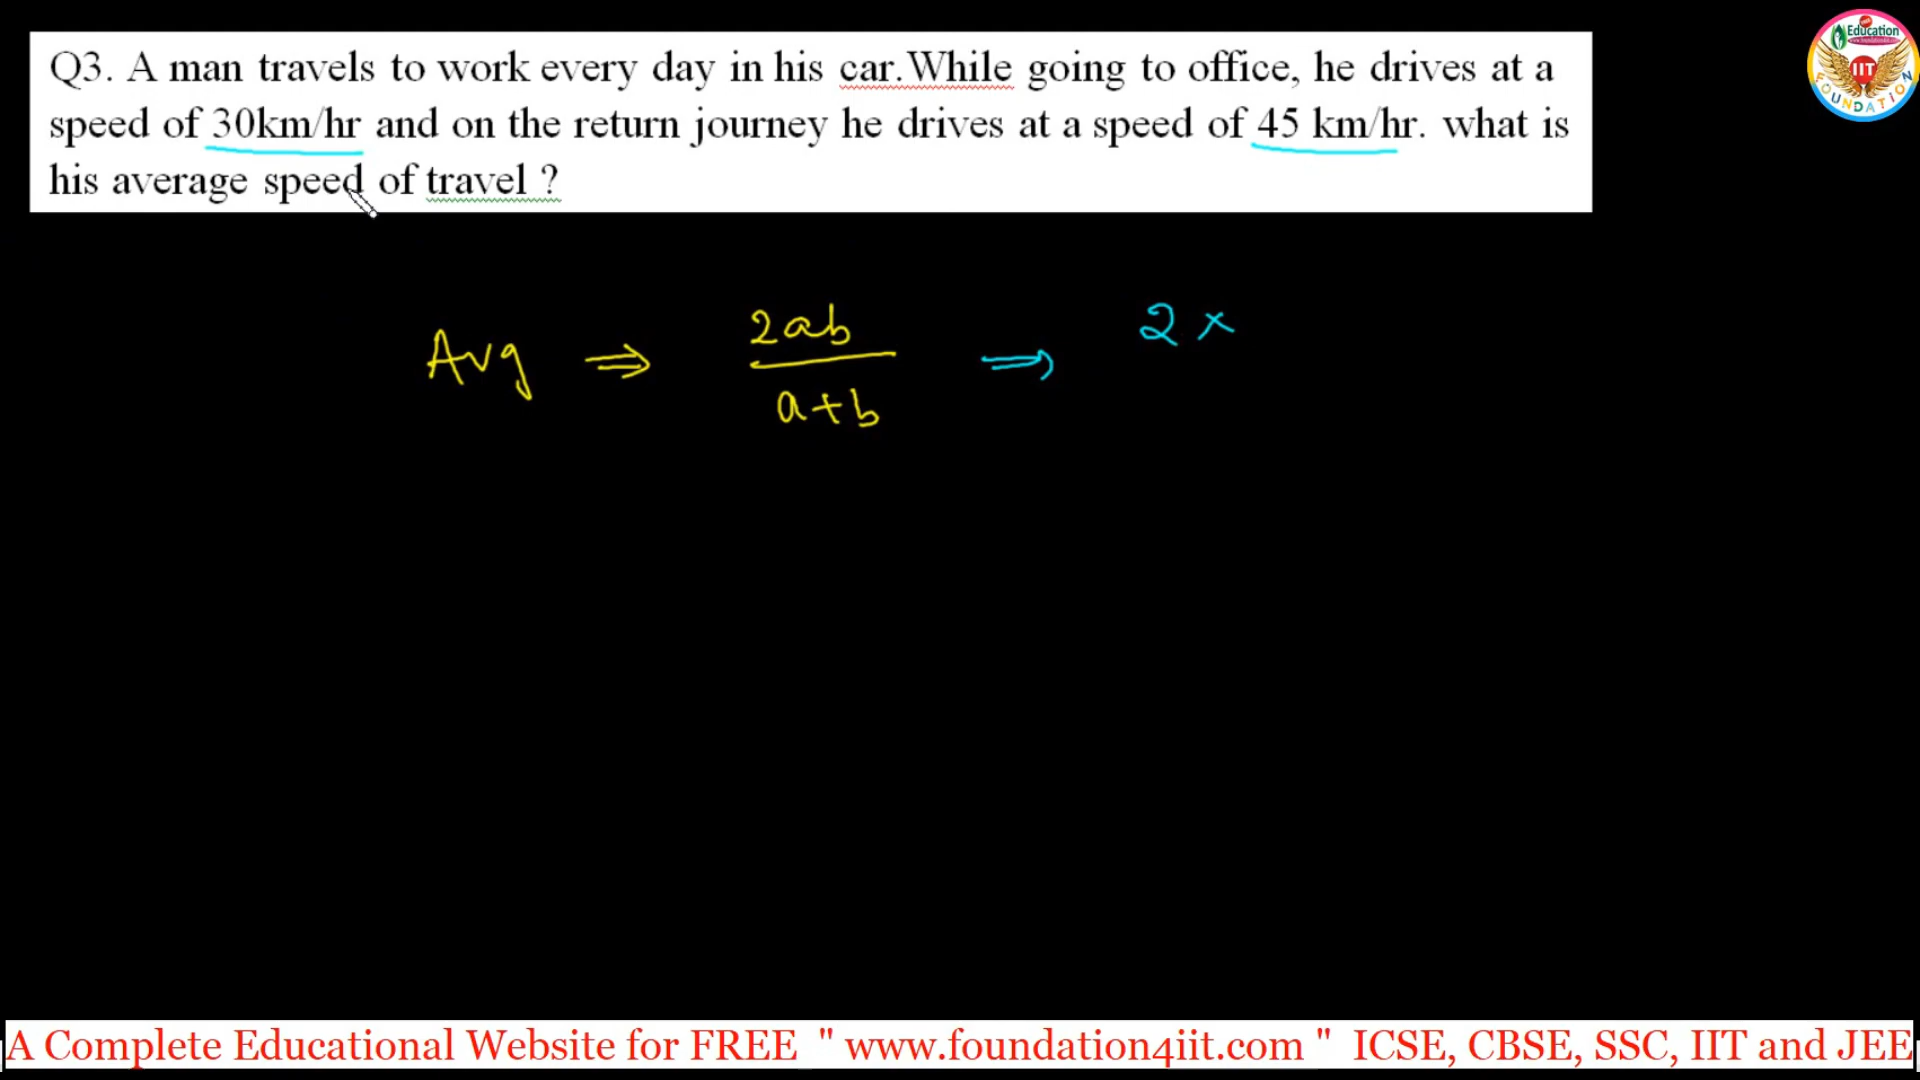 Education
IIT
FOUNDATION
Q3. A man travels to work every day in his car.While going to office, he drives at a
speed of 30km/hr and on the return journey he drives at a speed of 45 km/hr. what is
his average speed of travel ?
Avg ⇒ 2ab ⇒ 2 ×
a+b
A Complete Educational Website for FREE " www.foundation4iit.com " ICSE, CBSE, SSC, IIT and JEE